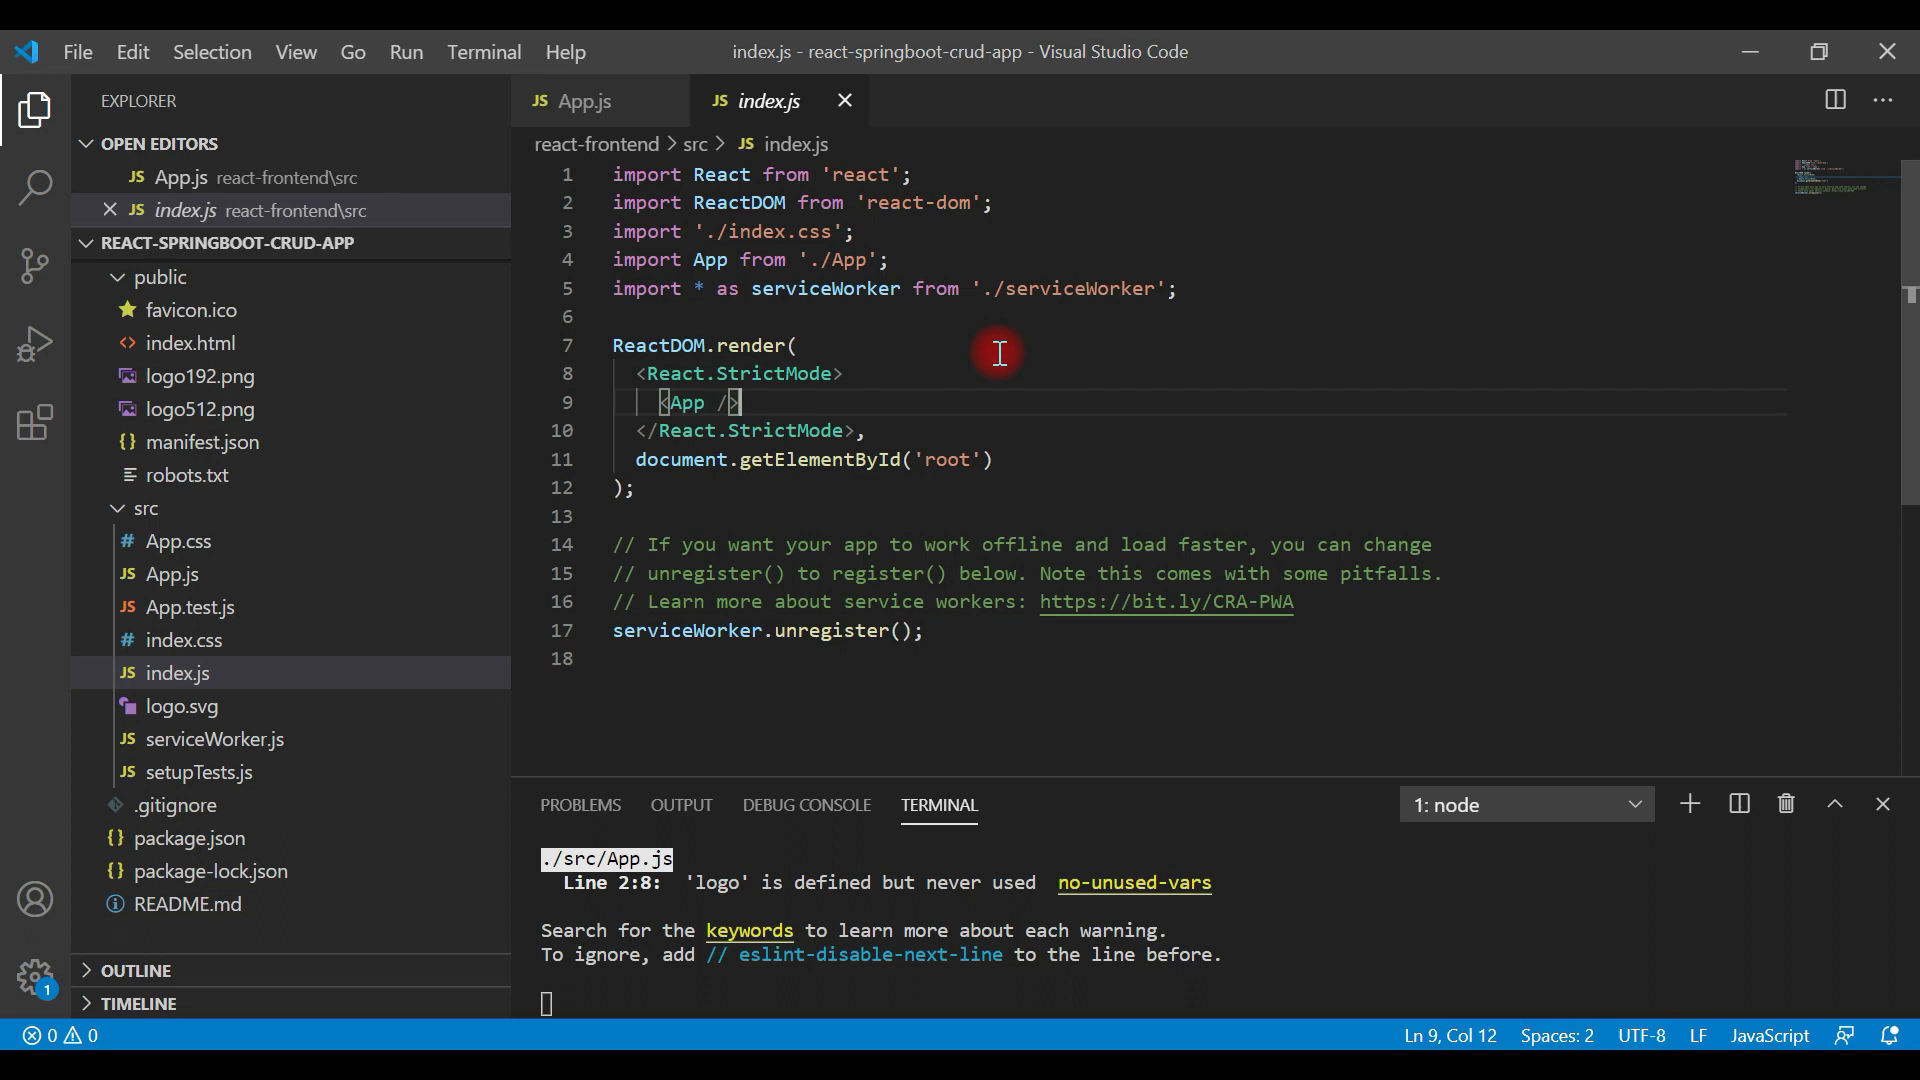 File Edit Selection View Go Run Terminal Help
index.js - react-springboot-crud-app - Visual Studio Code
EXPLORER
OPEN EDITORS
JS App.js react-frontend\src
JS index.js react-frontend\src
REACT-SPRINGBOOT-CRUD-APP
public
favicon.ico
<> index.html
logo192.png
logo512.png
{} manifest.json
robots.txt
src
# App.css
JS App.js
JS App.test.js
# index.css
JS index.js
logo.svg
JS serviceWorker.js
JS setupTests.js
.gitignore
{} package.json
{} package-lock.json
README.md
OUTLINE
TIMELINE
1
JS App.js
JS index.js
react-frontend > src > JS index.js
1 import React from 'react';
2 import ReactDOM from 'react-dom';
3 import './index.css';
4 import App from './App';
5 import * as serviceWorker from './serviceWorker';
6
7 ReactDOM.render(
8 <React.StrictMode>
9 <App />
10 </React.StrictMode>,
11 document.getElementById('root')
12 );
13
14 // If you want your app to work offline and load faster, you can change
15 // unregister() to register() below. Note this comes with some pitfalls.
16 // Learn more about service workers: https://bit.ly/CRA-PWA
17 serviceWorker.unregister();
18
PROBLEMS OUTPUT DEBUG CONSOLE TERMINAL
1: node
./src/App.js
Line 2:8: 'logo' is defined but never used no-unused-vars
Search for the keywords to learn more about each warning.
To ignore, add // eslint-disable-next-line to the line before.
0 0
Ln 9, Col 12 Spaces: 2 UTF-8 LF JavaScript